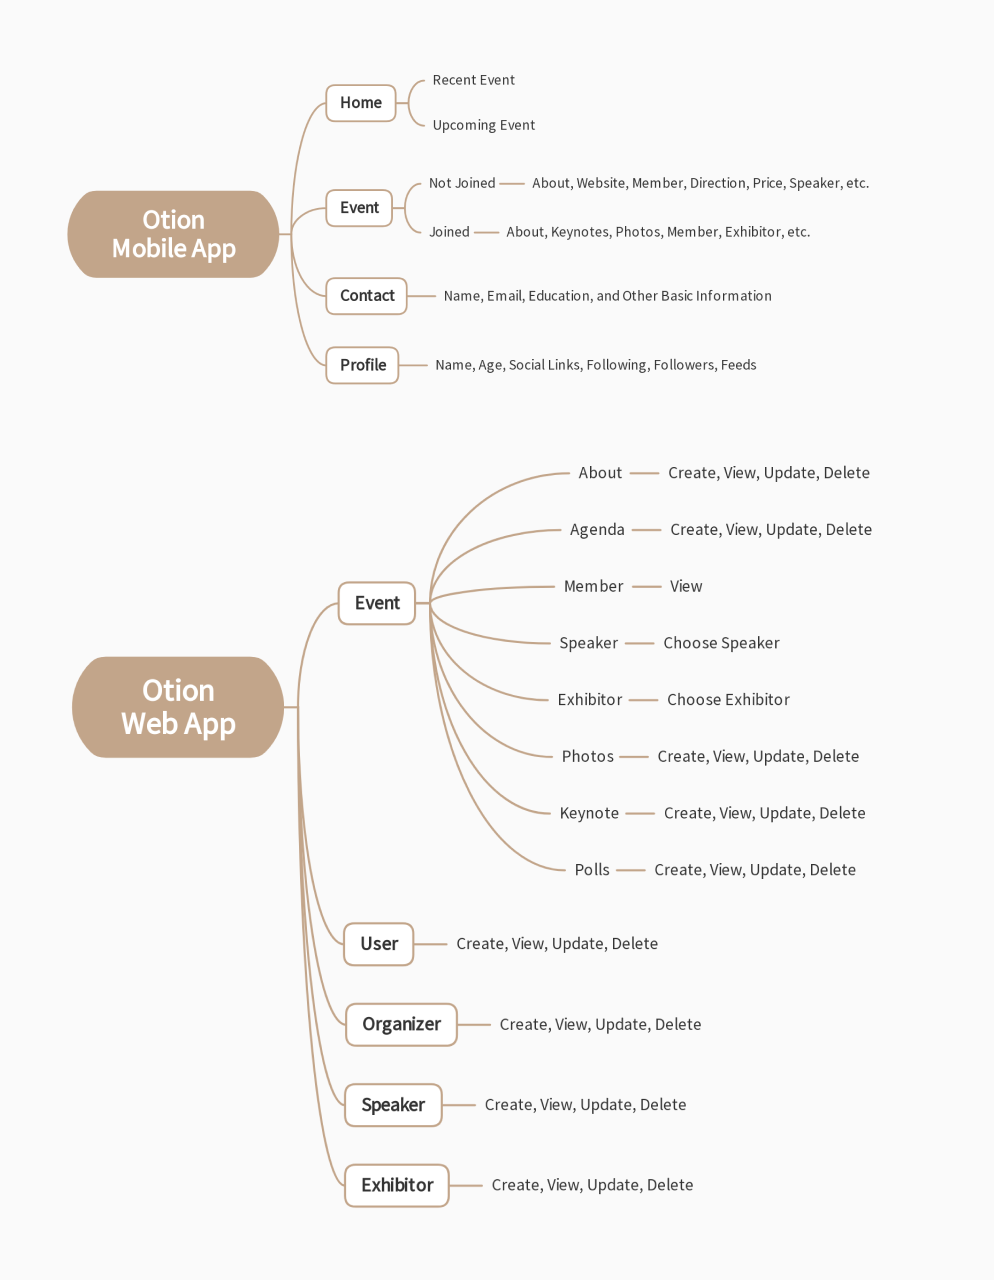 Otion
Mobile App
Home
Recent Event
Upcoming Event
Event
Not Joined
About, Website, Member, Direction, Price, Speaker, etc.
Joined
About, Keynotes, Photos, Member, Exhibitor, etc.
Contact
Name, Email, Education, and Other Basic Information
Profile
Name, Age, Social Links, Following, Followers, Feeds
Otion
Web App
Event
About
Create, View, Update, Delete
Agenda
Create, View, Update, Delete
Member
View
Speaker
Choose Speaker
Exhibitor
Choose Exhibitor
Photos
Create, View, Update, Delete
Keynote
Create, View, Update, Delete
Polls
Create, View, Update, Delete
User
Create, View, Update, Delete
Organizer
Create, View, Update, Delete
Speaker
Create, View, Update, Delete
Exhibitor
Create, View, Update, Delete